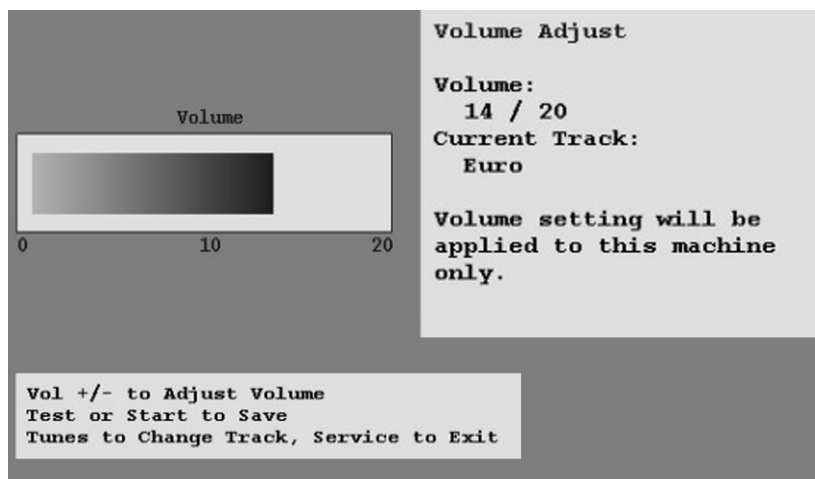 Volume Adjust
Volume:
14 / 20
Current Track:
Euro
Volume setting will be
applied to this machine
only.
Volume
0 10 20
Vol +/- to Adjust Volume
Test or Start to Save
Tunes to Change Track, Service to Exit